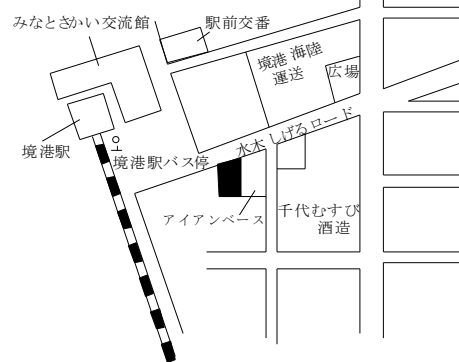 みなとさかい交流館
駅前交番
境港 海陸
運送
広場
水木しげるロード
境港駅
境港駅バス停
アイアンベース
千代むすび
酒造